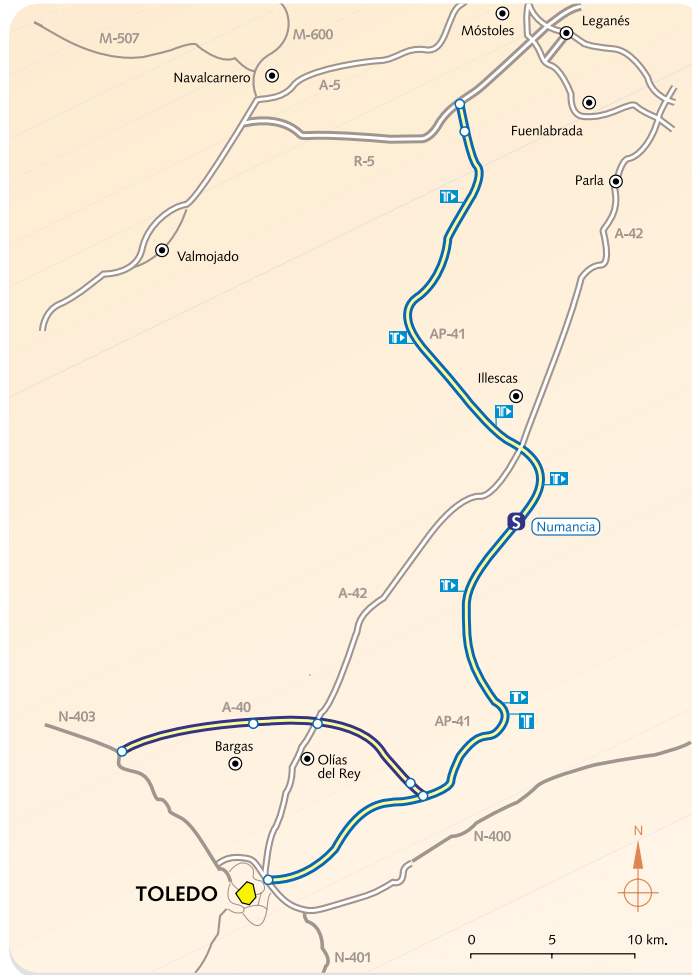 Leganés
Móstoles
M-507
M-600
Navalcarnero
A-5
Fuenlabrada
R-5
Parla
T
A-42
Valmojado
AP-41
T
Illescas
T
T
S
Numancia
T
A-42
T
N-403
A-40
AP-41
T
Bargas
Olías
del Rey
N-400
N
TOLEDO
0 5 10 km.
N-401